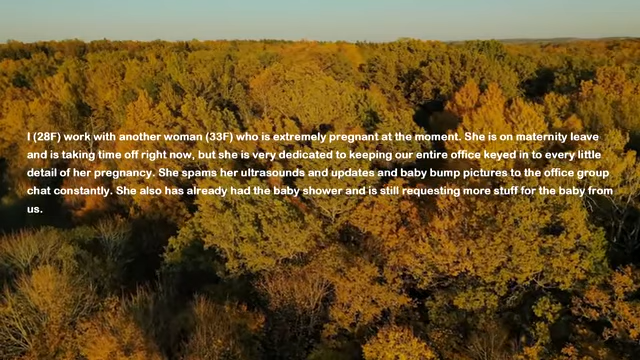 I (28F) work with another woman (33F) who is extremely pregnant at the moment. She is on maternity leave
and is taking time off right now, but she is very dedicated to keeping our entire office keyed in to every little
detail of her pregnancy. She spams her ultrasounds and updates and baby bump pictures to the office group
chat constantly. She also has already had the baby shower and is still requesting more stuff for the baby from
us.